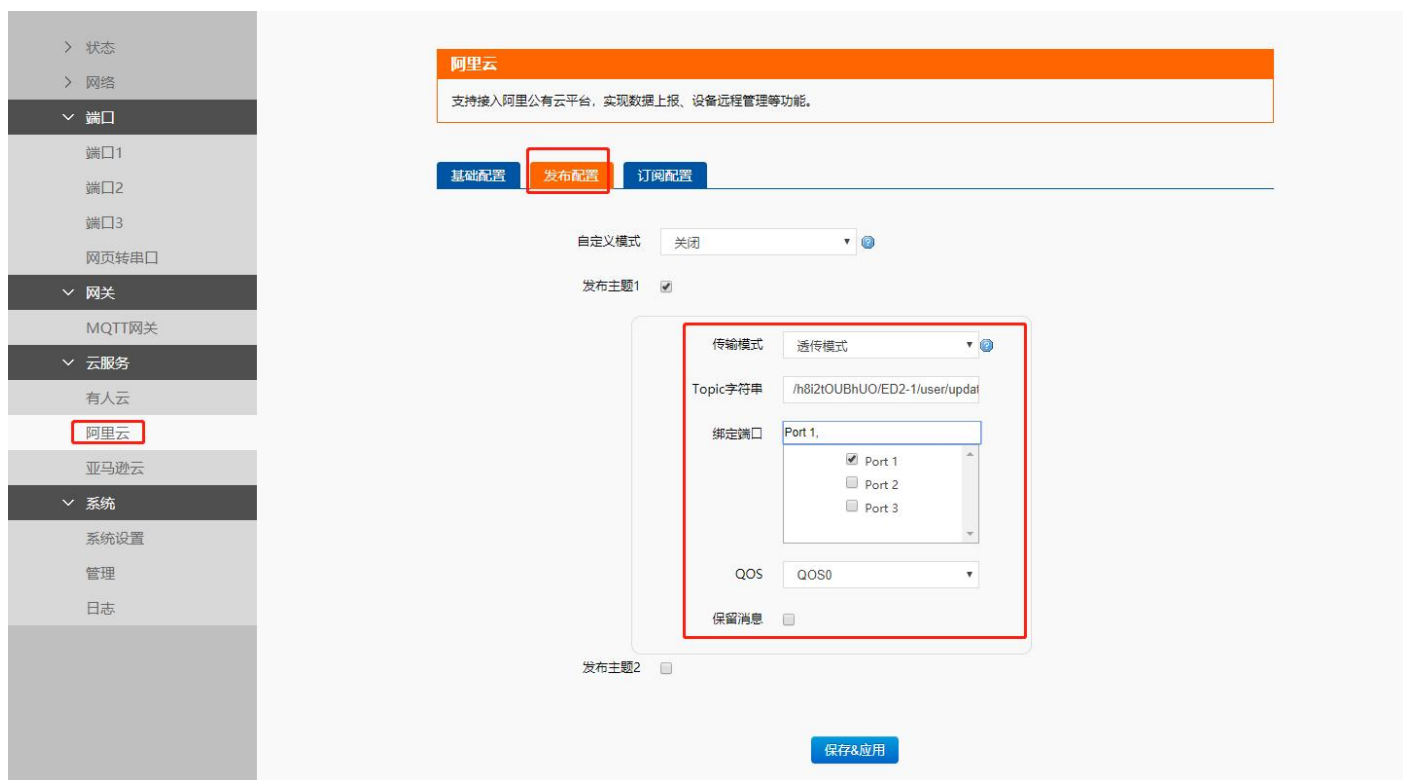 状态
网络
端口
端口1
端口2
端口3
网页转串口
网关
MQTT网关
云服务
有人云
阿里云
亚马逊云
系统
系统设置
管理
日志
阿里云
支持接入阿里公有云平台，实现数据上报、设备远程管理等功能。
基础配置 发布配置 订阅配置
自定义模式 关闭
发布主题1
传输模式 透传模式
Topic字符串 /h8i2tOUBhUO/ED2-1/user/updat
绑定端口 Port 1,
Port 1
Port 2
Port 3
QOS QOS0
保留消息
发布主题2
保存&应用